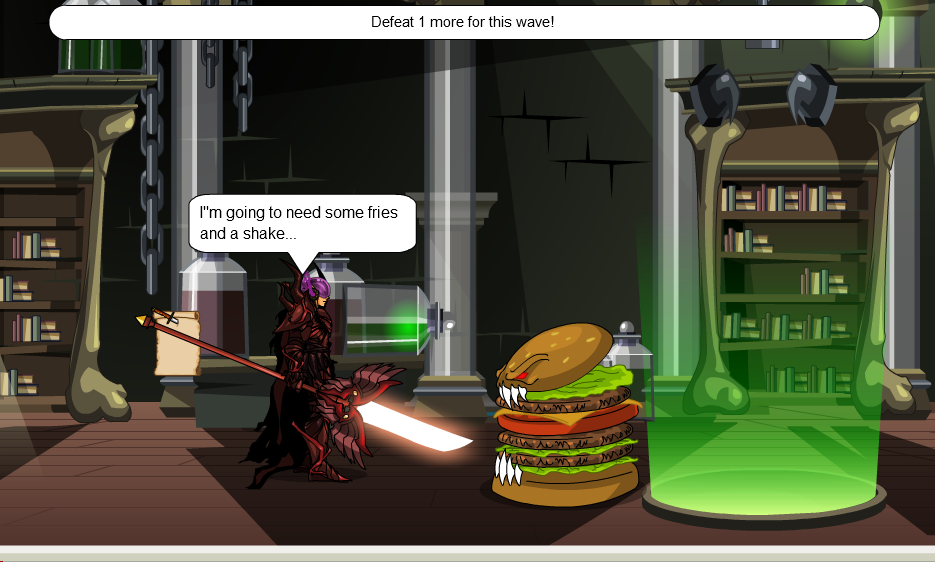 Defeat 1 more for this wave!
I"m going to need some fries
and a shake...